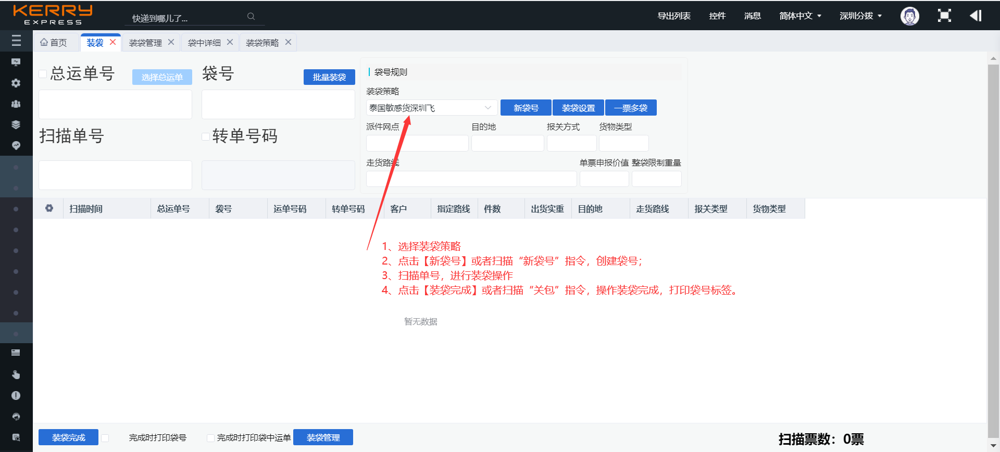 KERRY
EXPRESS
快递到哪儿了...
导出列表
控件
消息
简体中文
深圳分拨
首页
装袋
装袋管理
袋中详细
装袋策略
总运单号
选择总运单
袋号
批量装袋
扫描单号
转单号码
袋号规则
装袋策略
泰国敏感货深圳飞
新袋号
装袋设置
一票多袋
派件网点
目的地
报关方式
货物类型
走货路线
单票申报价值
整袋限制重量
扫描时间
总运单号
袋号
运单号码
转单号码
客户
指定路线
件数
出货实重
目的地
走货路线
报关类型
货物类型
1、选择装袋策略
2、点击【新袋号】或者扫描“新袋号”指令，创建袋号；
3、扫描单号，进行装袋操作
4、点击【装袋完成】或者扫描“关包”指令，操作装袋完成，打印袋号标签。
暂无数据
装袋完成
完成时打印袋号
完成时打印袋中运单
装袋管理
扫描票数：0票